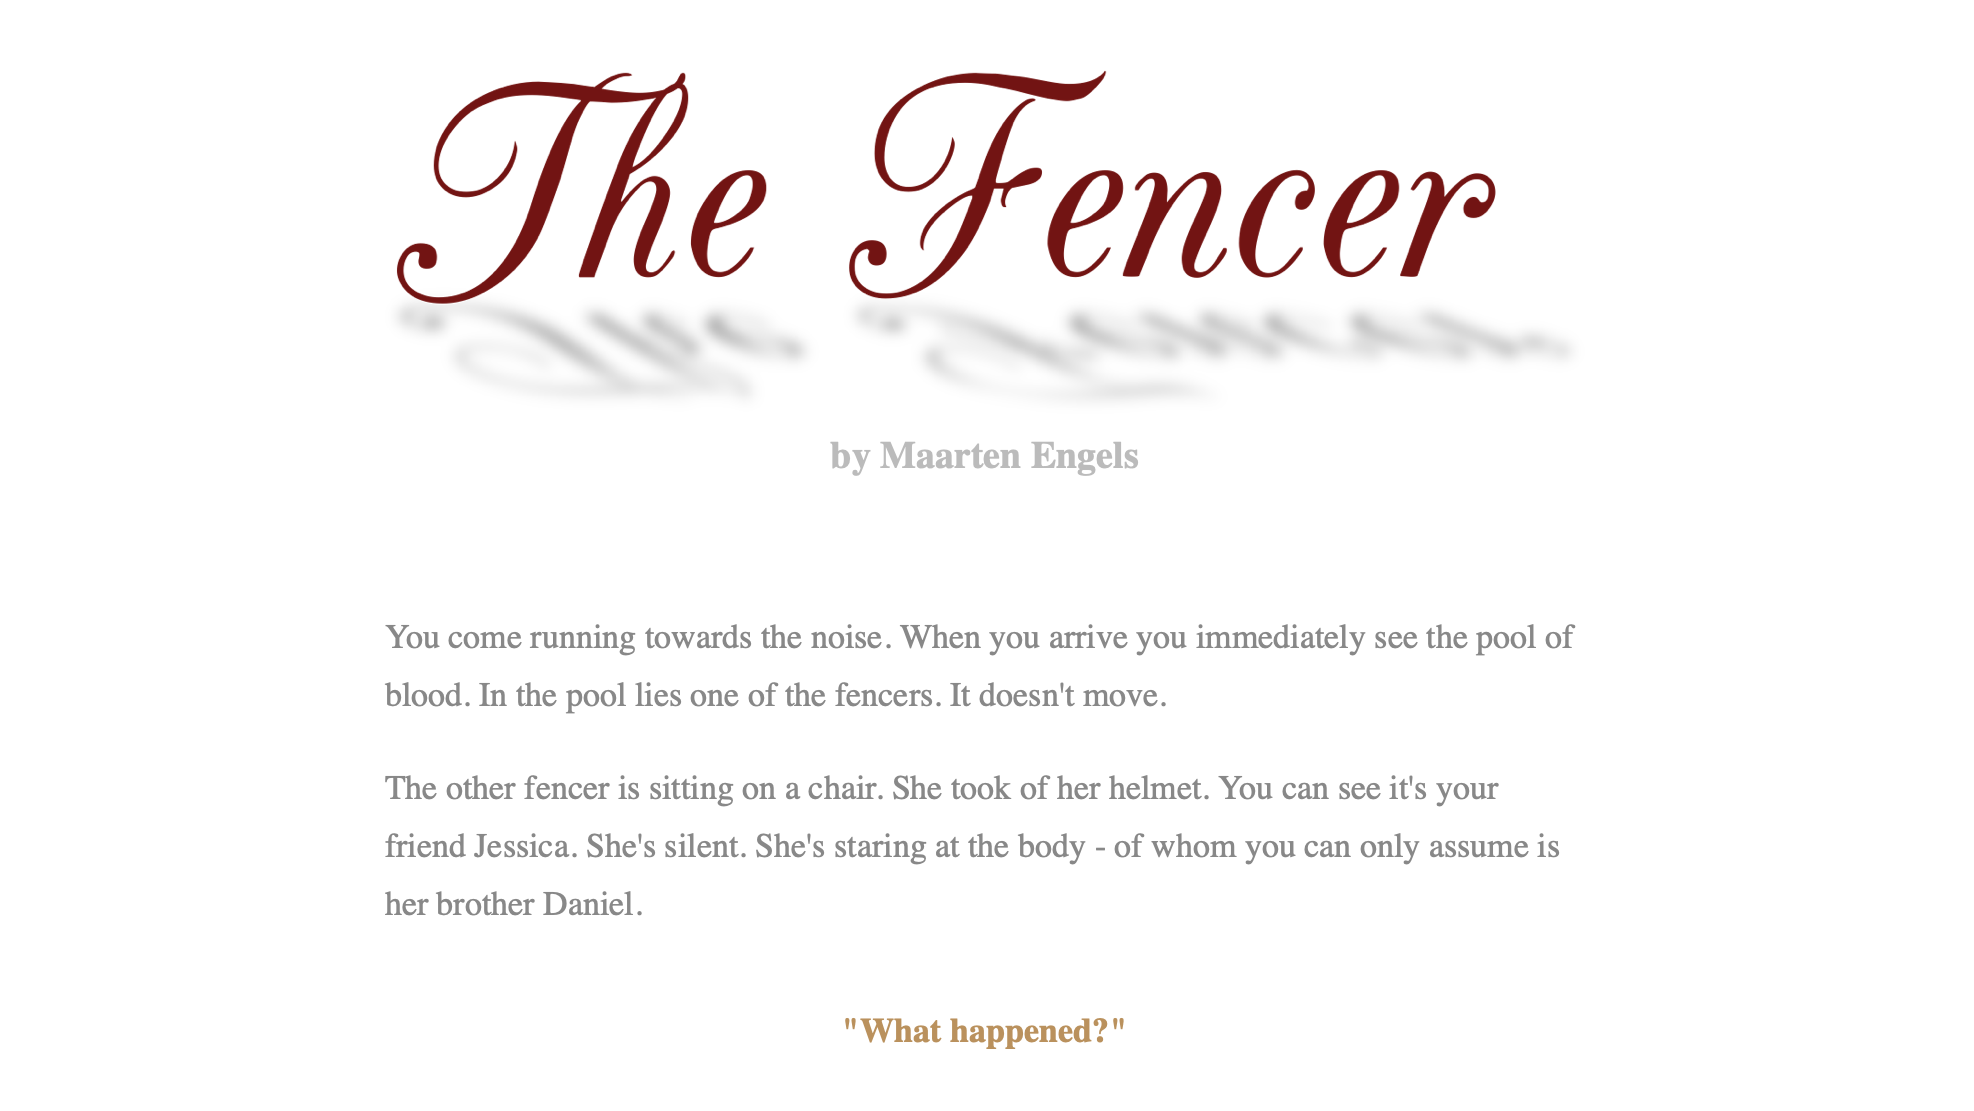 The Fencer
by Maarten Engels
You come running towards the noise. When you arrive you immediately see the pool of
blood. In the pool lies one of the fencers. It doesn't move.
The other fencer is sitting on a chair. She took of her helmet. You can see it's your
friend Jessica. She's silent. She's staring at the body - of whom you can only assume is
her brother Daniel.
"What happened?"